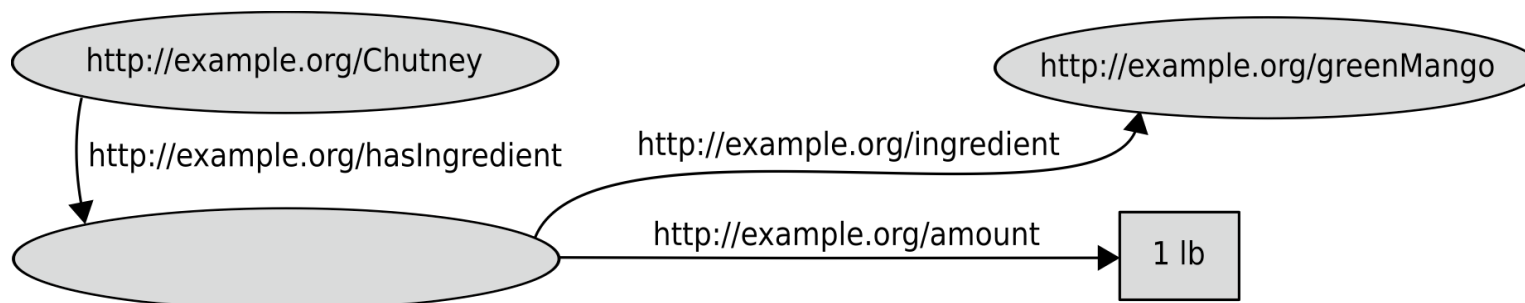 http://example.org/Chutney
http://example.org/greenMango
http://example.org/hasIngredient
http://example.org/ingredient
http://example.org/amount
1 lb